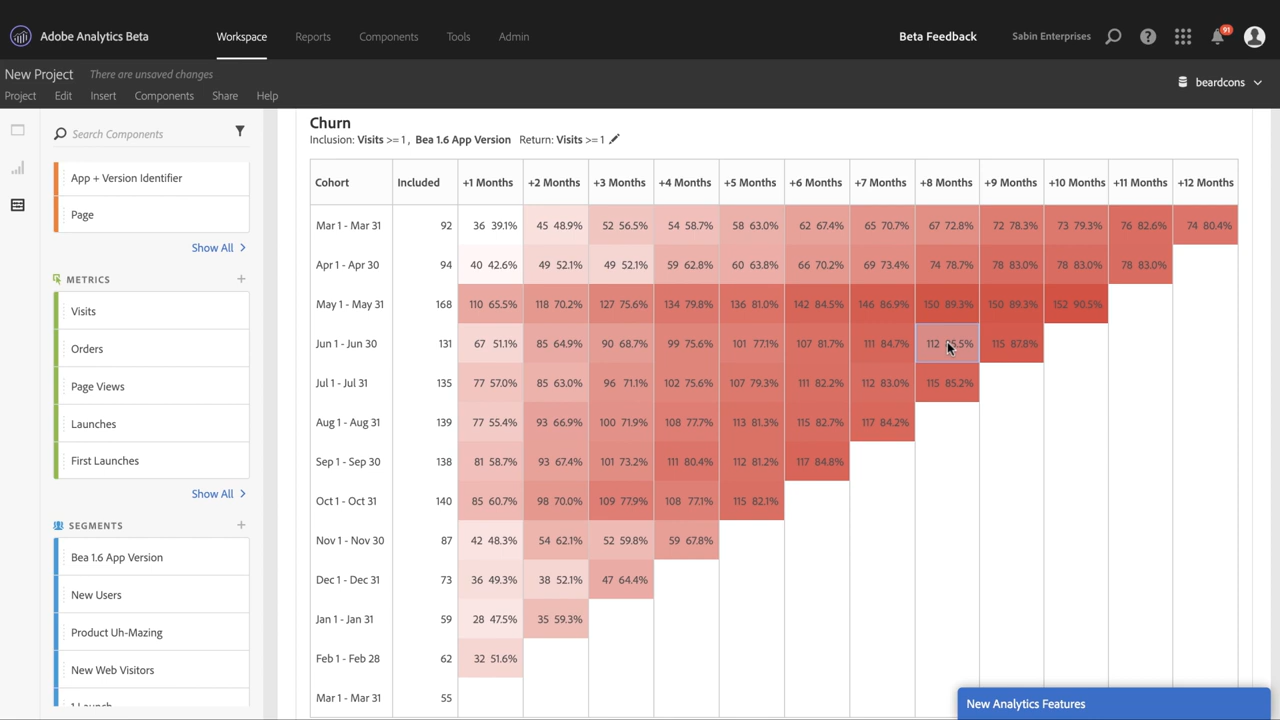 Adobe Analytics Beta Workspace Reports Components Tools Admin Beta Feedback Sabin Enterprises 91
New Project There are unsaved changes
Project Edit Insert Components Share Help beardcons
Search Components
App + Version Identifier
Page
Show All
METRICS
Visits
Orders
Page Views
Launches
First Launches
Show All
SEGMENTS
Bea 1.6 App Version
New Users
Product Uh-Mazing
New Web Visitors
1 Launch
Churn
Inclusion: Visits >= 1, Bea 1.6 App Version Return: Visits >= 1
Cohort Included +1 Months +2 Months +3 Months +4 Months +5 Months +6 Months +7 Months +8 Months +9 Months +10 Months +11 Months +12 Months
Mar 1 - Mar 31 92 36 39.1% 45 48.9% 52 56.5% 54 58.7% 58 63.0% 62 67.4% 65 70.7% 67 72.8% 72 78.3% 73 79.3% 76 82.6% 74 80.4%
Apr 1 - Apr 30 94 40 42.6% 49 52.1% 49 52.1% 59 62.8% 60 63.8% 66 70.2% 69 73.4% 74 78.7% 78 83.0% 78 83.0% 78 83.0%
May 1 - May 31 168 110 65.5% 118 70.2% 127 75.6% 134 79.8% 136 81.0% 142 84.5% 146 86.9% 150 89.3% 150 89.3% 152 90.5%
Jun 1 - Jun 30 131 67 51.1% 85 64.9% 90 68.7% 99 75.6% 101 77.1% 107 81.7% 111 84.7% 112 115 87.8%
Jul 1 - Jul 31 135 77 57.0% 85 63.0% 96 71.1% 102 75.6% 107 79.3% 111 82.2% 112 83.0% 115 85.2%
Aug 1 - Aug 31 139 77 55.4% 93 66.9% 100 71.9% 108 77.7% 113 81.3% 115 82.7% 117 84.2%
Sep 1 - Sep 30 138 81 58.7% 93 67.4% 101 73.2% 111 80.4% 112 81.2% 117 84.8%
Oct 1 - Oct 31 140 85 60.7% 98 70.0% 109 77.9% 108 77.1% 115 82.1%
Nov 1 - Nov 30 87 42 48.3% 54 62.1% 52 59.8% 59 67.8%
Dec 1 - Dec 31 73 36 49.3% 38 52.1% 47 64.4%
Jan 1 - Jan 31 59 28 47.5% 35 59.3%
Feb 1 - Feb 28 62 32 51.6%
Mar 1 - Mar 31 55
New Analytics Features